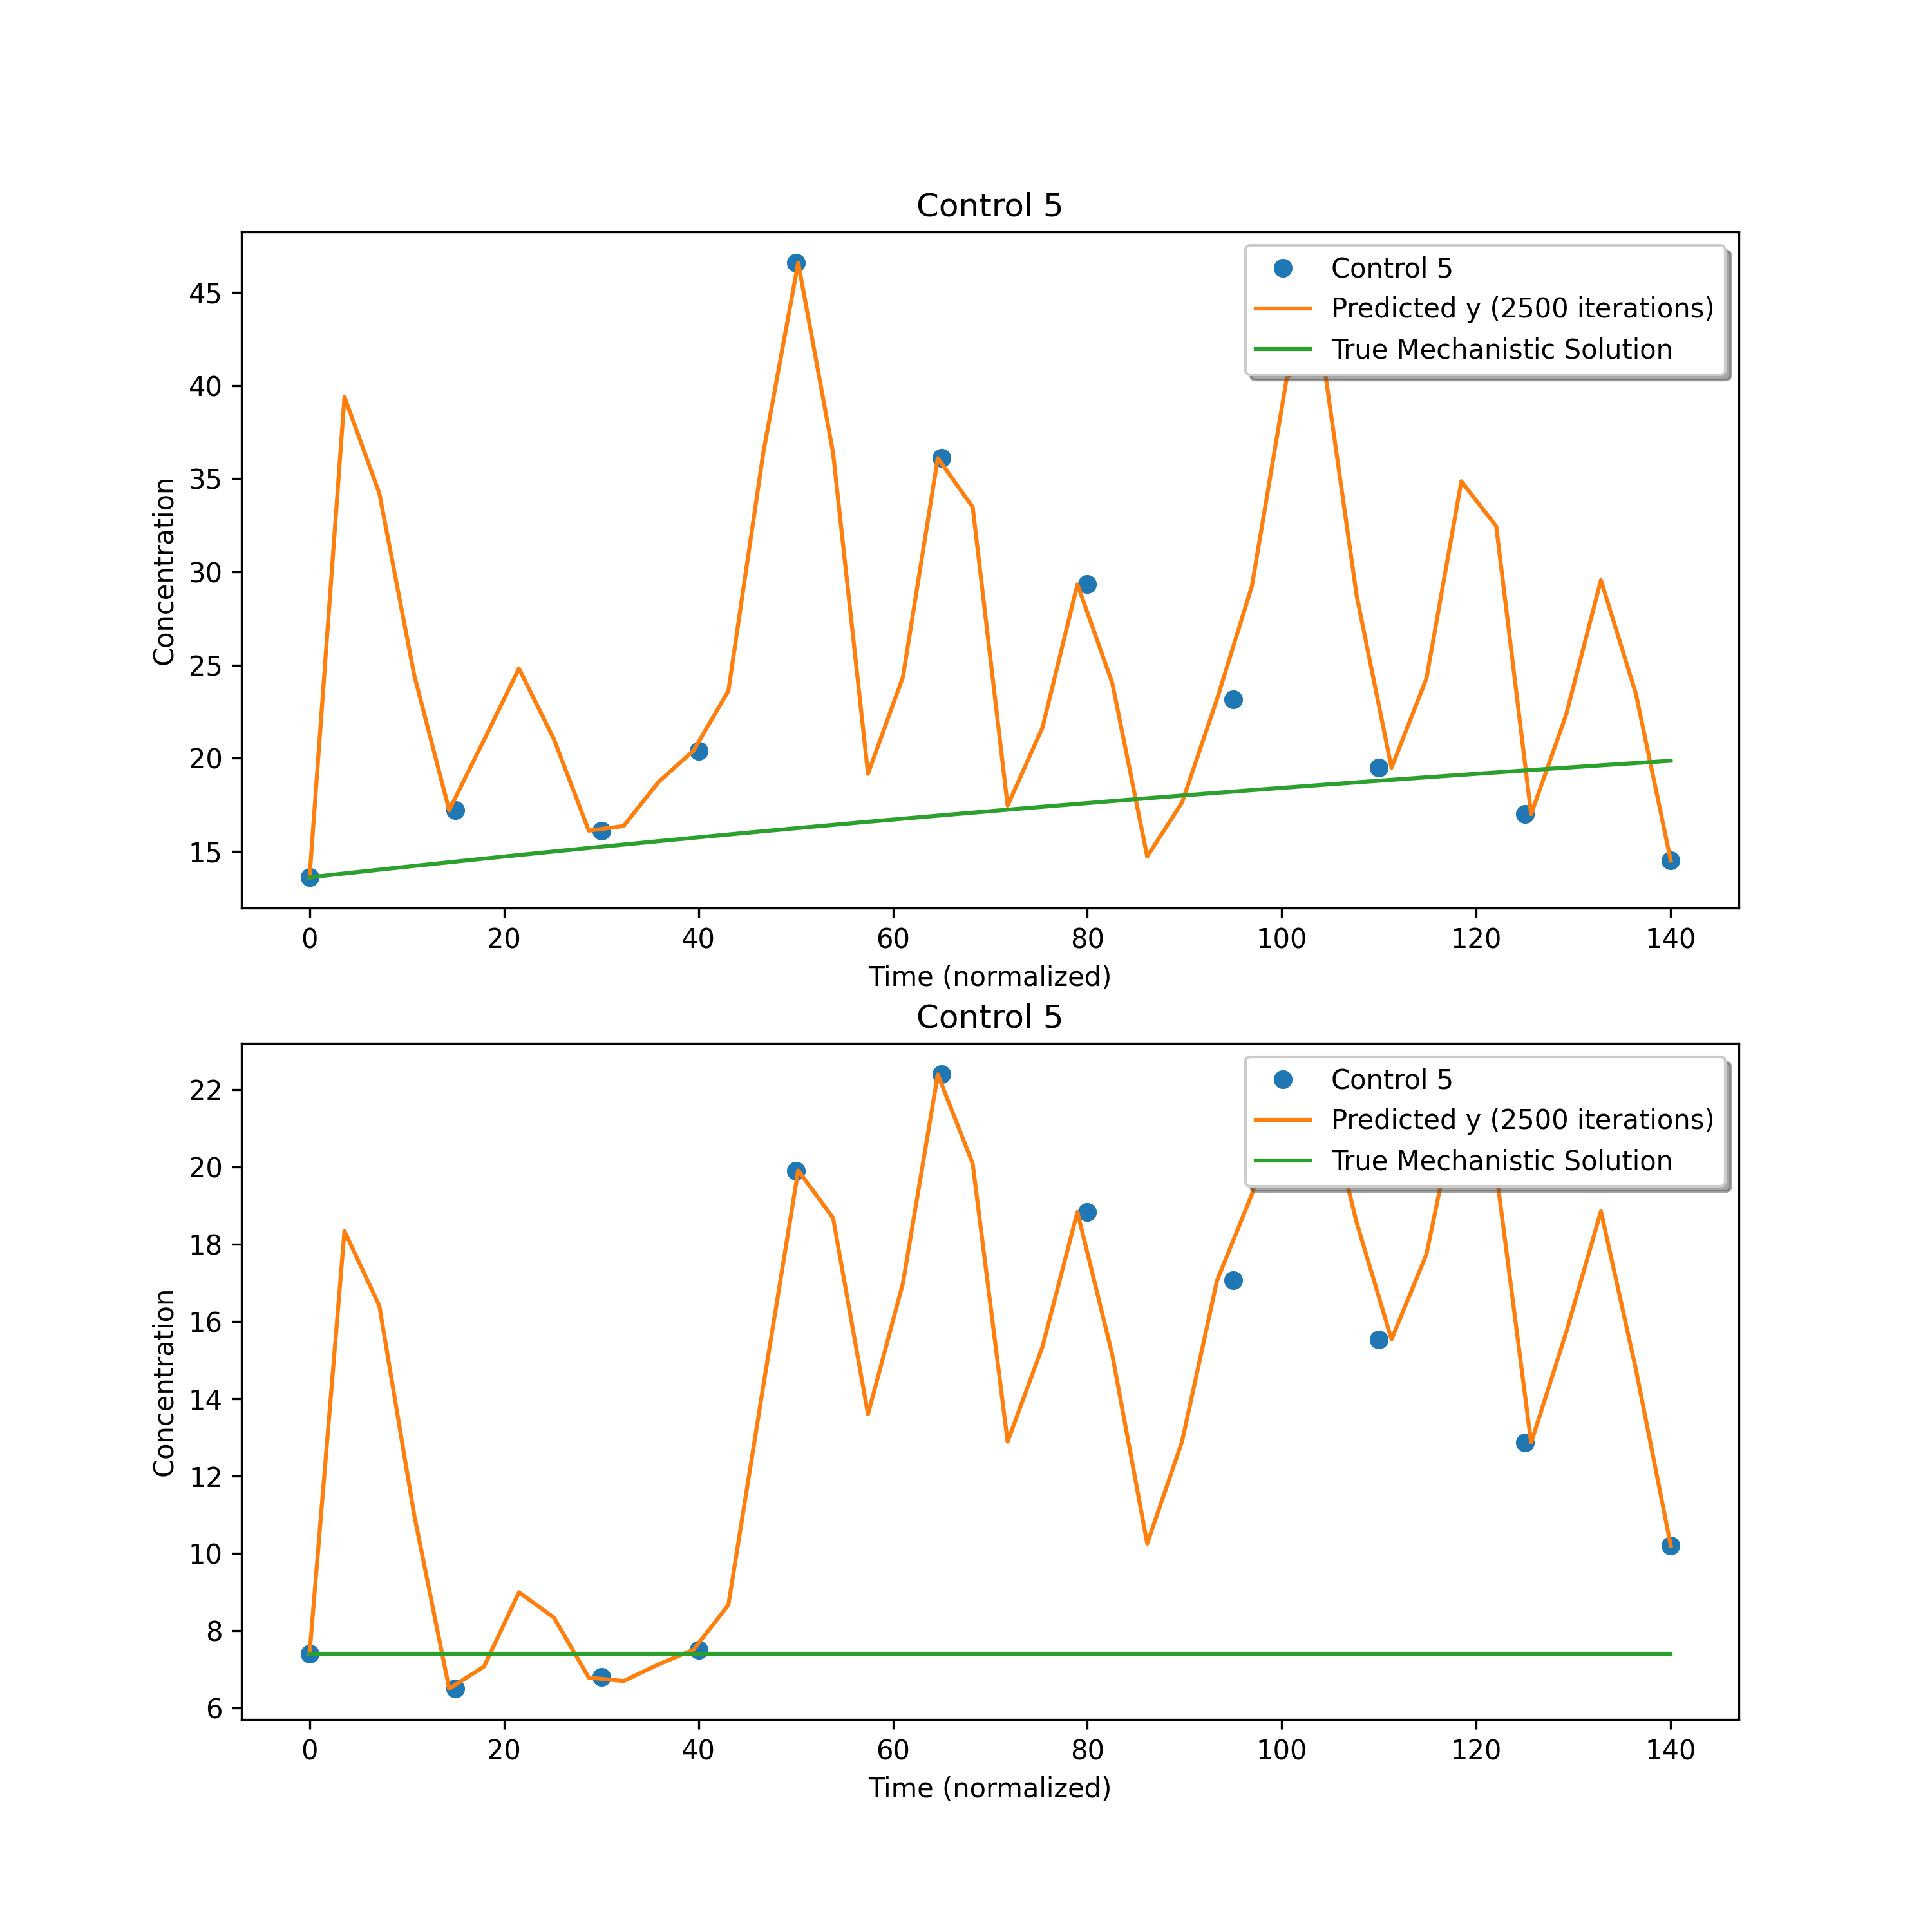 Control 5
Control 5
Predicted y (2500 iterations)
True Mechanistic Solution
45
40
35
30
25
20
15
Concentration
0 20 40 60 80 100 120 140
Time (normalized)
Control 5
Control 5
Predicted y (2500 iterations)
True Mechanistic Solution
22
20
18
16
14
12
10
8
6
Concentration
0 20 40 60 80 100 120 140
Time (normalized)